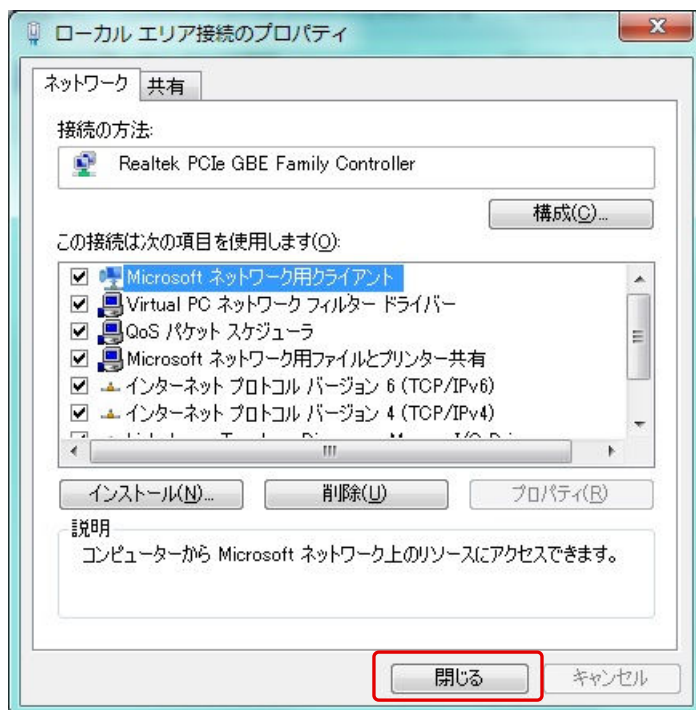 ローカル エリア接続のプロパティ
ネットワーク 共有
接続の方法:
Realtek PCIe GBE Family Controller
構成(C)...
この接続は次の項目を使用します(O):
Microsoft ネットワーク用クライアント
Virtual PC ネットワーク フィルター ドライバー
QoS パケット スケジューラ
Microsoft ネットワーク用ファイルとプリンター共有
インターネット プロトコル バージョン 6 (TCP/IPv6)
インターネット プロトコル バージョン 4 (TCP/IPv4)
インストール(N)... 削除(U) プロパティ(R)
説明
コンピューターから Microsoft ネットワーク上のリソースにアクセスできます。
閉じる キャンセル